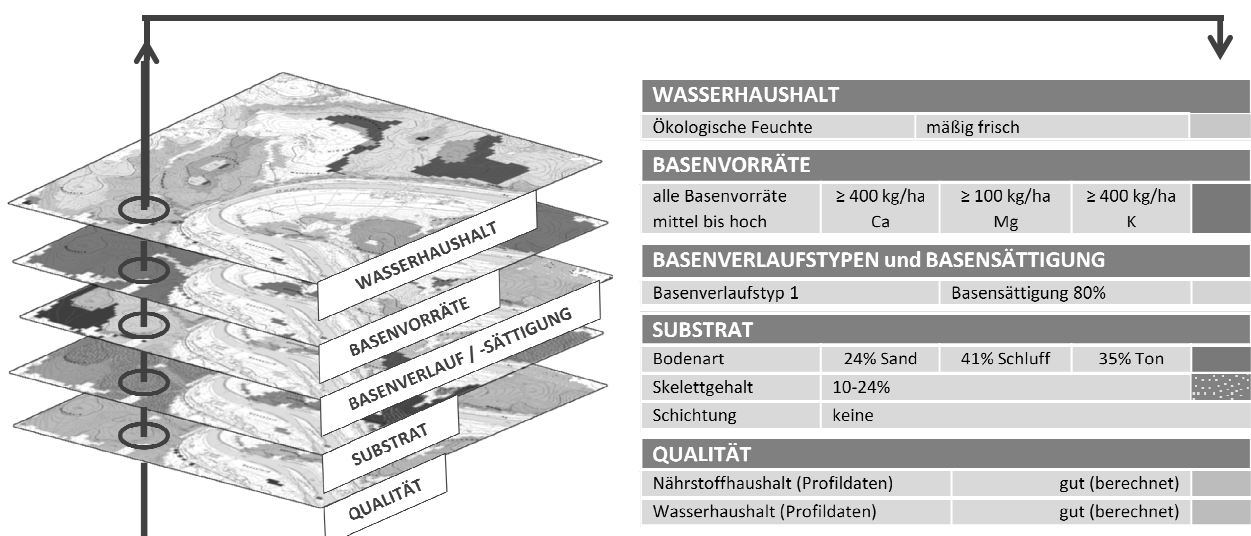 WASSERHAUSHALT
BASENVORRÄTE
BASENVERLAUF / -SÄTTIGUNG
SUBSTRAT
QUALITÄT
WASSERHAUSHALT
Ökologische Feuchte mäßig frisch
BASENVORRÄTE
alle Basenvorräte ≥ 400 kg/ha ≥ 100 kg/ha ≥ 400 kg/ha
mittel bis hoch Ca Mg K
BASENVERLAUFSTYPEN und BASENSÄTTIGUNG
Basenverlaufstyp 1 Basensättigung 80%
SUBSTRAT
Bodenart 24% Sand 41% Schluff 35% Ton
Skelettgehalt 10-24%
Schichtung keine
QUALITÄT
Nährstoffhaushalt (Profildaten) gut (berechnet)
Wasserhaushalt (Profildaten) gut (berechnet)